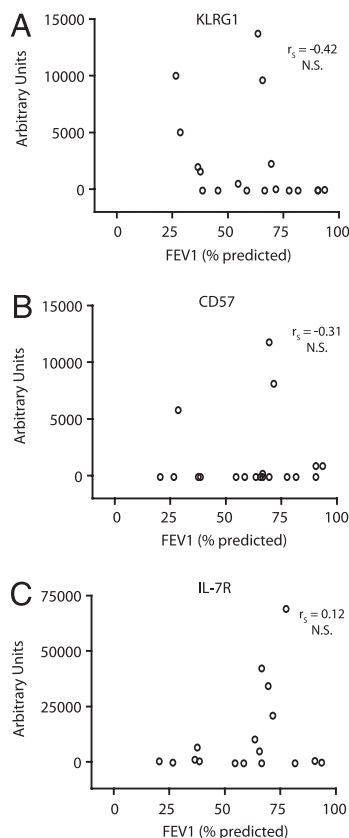 A
KLRG1
15000
10000
5000
0
Arbitrary Units
rs = -0.42
N.S.
0 25 50 75 100
FEV1 (% predicted)
B
CD57
15000
10000
5000
0
Arbitrary Units
rs = -0.31
N.S.
0 25 50 75 100
FEV1 (% predicted)
C
IL-7R
75000
50000
25000
0
Arbitrary Units
rs = 0.12
N.S.
0 25 50 75 100
FEV1 (% predicted)